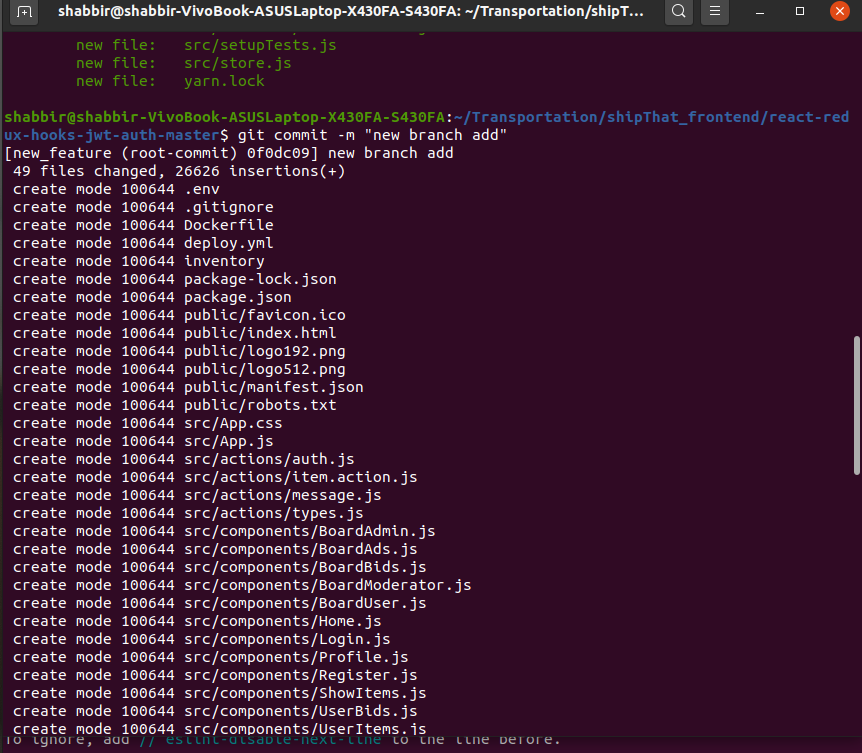 shabbir@shabbir-VivoBook-ASUSLaptop-X430FA-S430FA: ~/Transportation/shipT...
new file:   src/setupTests.js
new file:   src/store.js
new file:   yarn.lock
shabbir@shabbir-VivoBook-ASUSLaptop-X430FA-S430FA:~/Transportation/shipThat_frontend/react-red
ux-hooks-jwt-auth-master$ git commit -m "new branch add"
[new_feature (root-commit) 0f0dc09] new branch add
49 files changed, 26626 insertions(+)
create mode 100644 .env
create mode 100644 .gitignore
create mode 100644 Dockerfile
create mode 100644 deploy.yml
create mode 100644 inventory
create mode 100644 package-lock.json
create mode 100644 package.json
create mode 100644 public/favicon.ico
create mode 100644 public/index.html
create mode 100644 public/logo192.png
create mode 100644 public/logo512.png
create mode 100644 public/manifest.json
create mode 100644 public/robots.txt
create mode 100644 src/App.css
create mode 100644 src/App.js
create mode 100644 src/actions/auth.js
create mode 100644 src/actions/item.action.js
create mode 100644 src/actions/message.js
create mode 100644 src/actions/types.js
create mode 100644 src/components/BoardAdmin.js
create mode 100644 src/components/BoardAds.js
create mode 100644 src/components/BoardBids.js
create mode 100644 src/components/BoardModerator.js
create mode 100644 src/components/BoardUser.js
create mode 100644 src/components/Home.js
create mode 100644 src/components/Login.js
create mode 100644 src/components/Profile.js
create mode 100644 src/components/Register.js
create mode 100644 src/components/ShowItems.js
create mode 100644 src/components/UserBids.js
create mode 100644 src/components/UserItems.js
To ignore, add // eslint-disable-next-line to the line before.